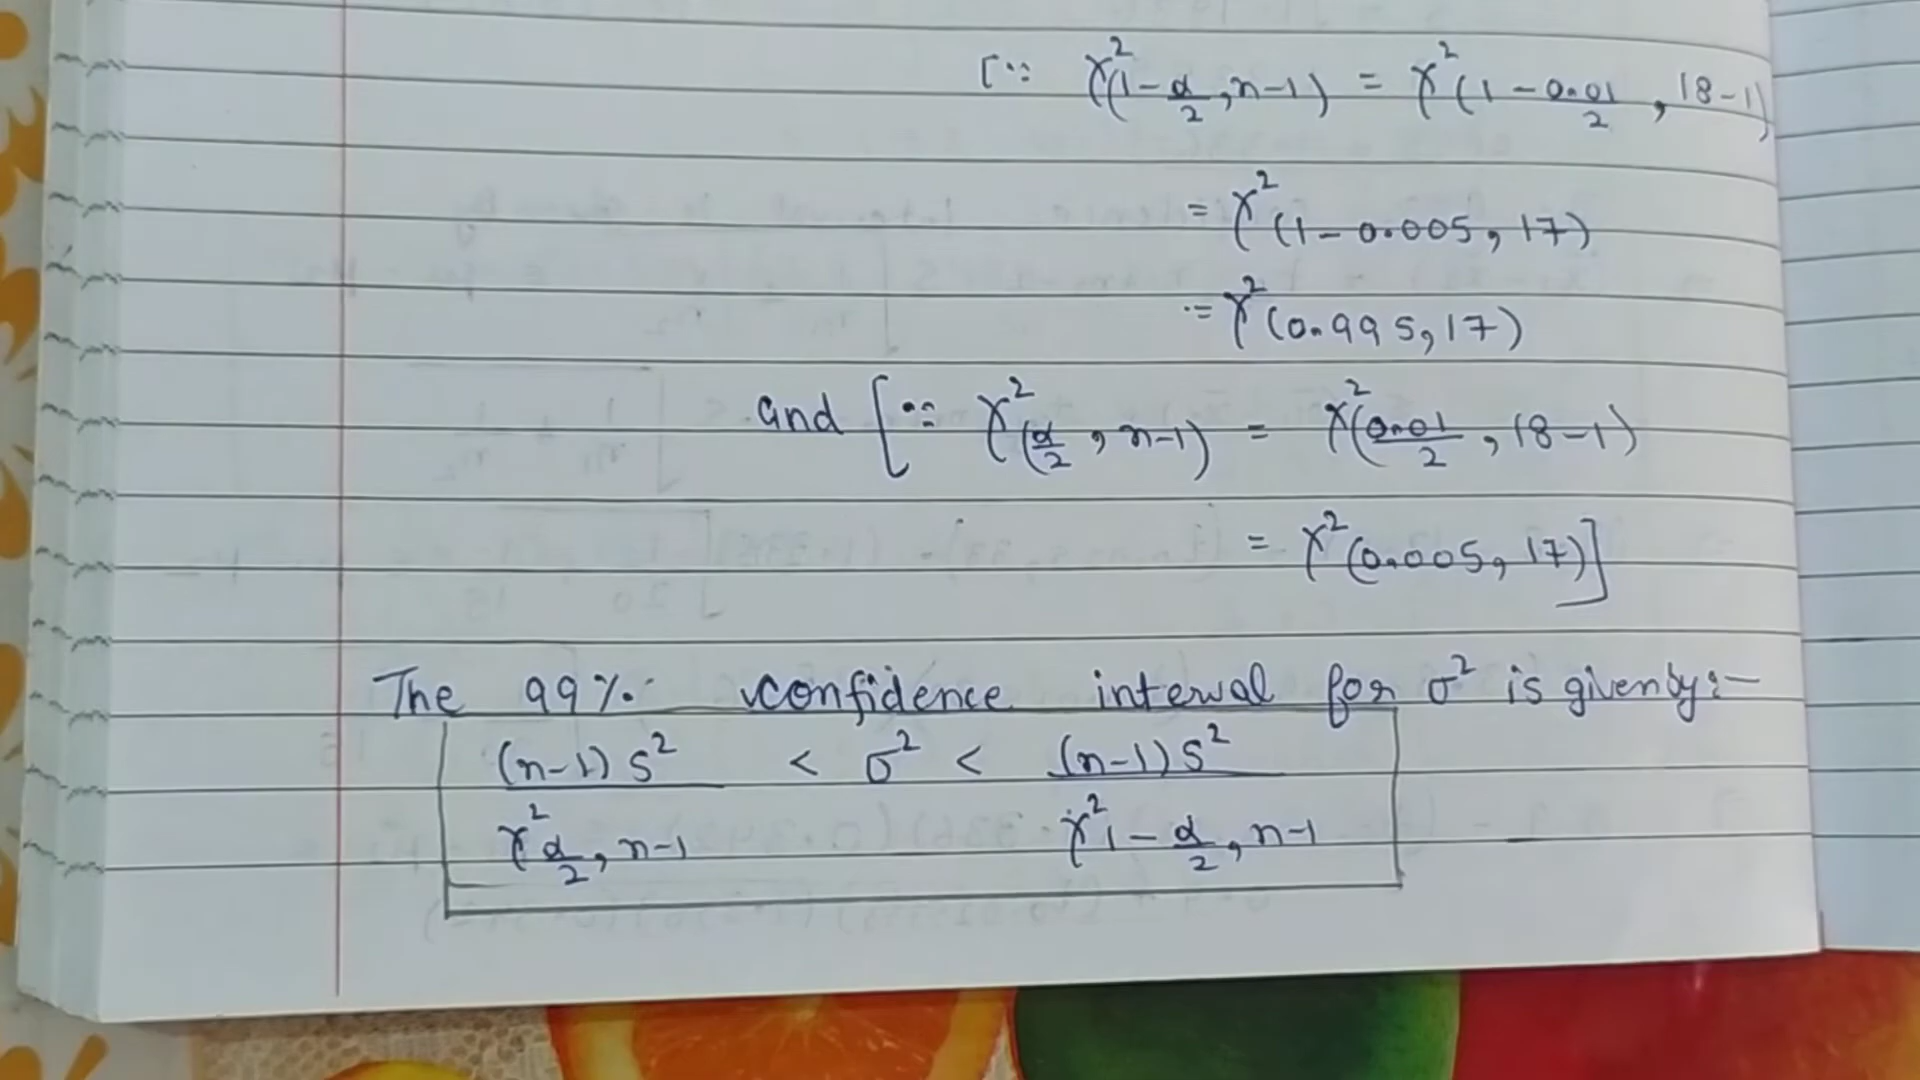 [∵ χ²(1-α/2, n-1) = χ²(1-0.01/2, 18-1)
= χ²(1-0.005, 17)
= χ²(0.995, 17)
and [∵ χ²(α/2, n-1) = χ²(0.01/2, 18-1)
= χ²(0.005, 17)]
The 99% confidence interval for σ² is given by:-
(n-1)S² < σ² < (n-1)S²
χ²α/2, n-1 χ²1-α/2, n-1